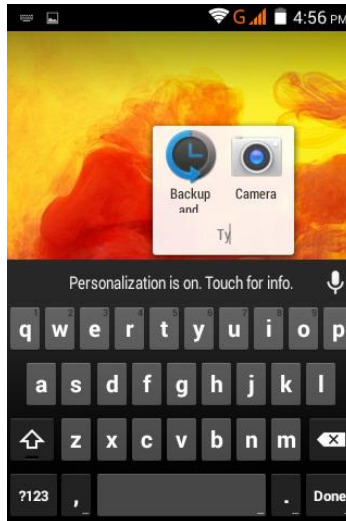 G 4:56 PM
Backup
and
Camera
Ty
Personalization is on. Touch for info.
1 2 3 4 5 6 7 8 9 0
q w e r t y u i o p
a s d f g h j k l
z x c v b n m
?123 , . Done